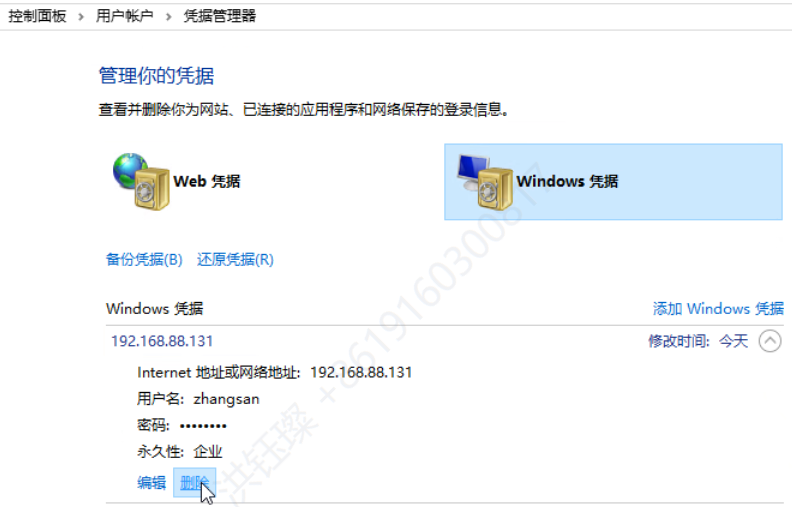 控制面板 › 用户帐户 › 凭据管理器
管理你的凭据
查看并删除你为网站、已连接的应用程序和网络保存的登录信息。
Web 凭据
Windows 凭据
备份凭据(B) 还原凭据(R)
Windows 凭据 添加 Windows 凭据
192.168.88.131 修改时间: 今天
Internet 地址或网络地址: 192.168.88.131
用户名: zhangsan
密码: ••••••••
永久性: 企业
编辑 删除
洪钰璨 +8619160300817